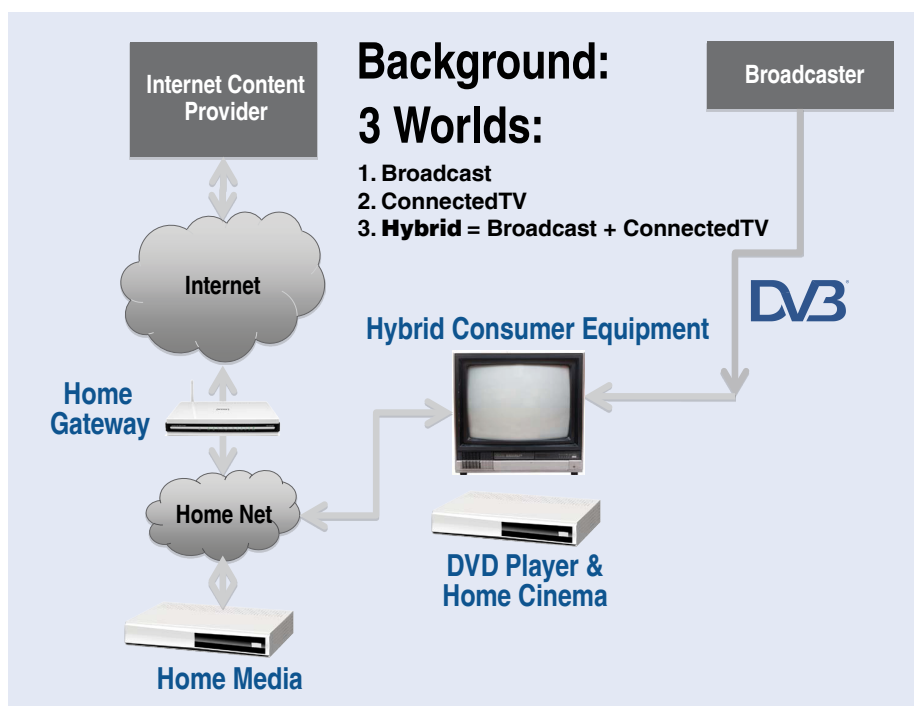 Internet Content
Provider
Background:
3 Worlds:
1. Broadcast
2. ConnectedTV
3. Hybrid = Broadcast + ConnectedTV
Broadcaster
Internet
DVB
Hybrid Consumer Equipment
Home
Gateway
Home Net
DVD Player &
Home Cinema
Home Media